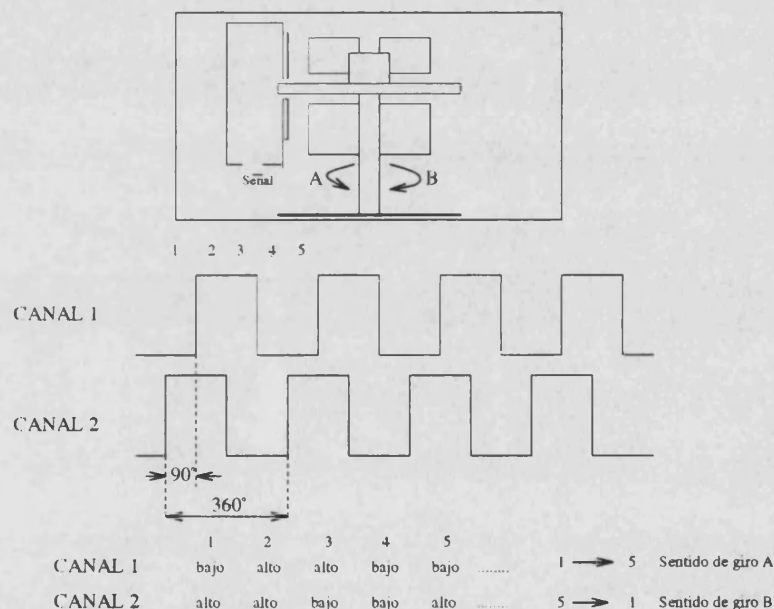 Señal
A B
1 2 3 4 5
CANAL 1
CANAL 2
90°
360°
1 2 3 4 5
CANAL 1 bajo alto alto bajo bajo ........ 1 → 5 Sentido de giro A
CANAL 2 alto alto bajo bajo alto ........ 5 → 1 Sentido de giro B